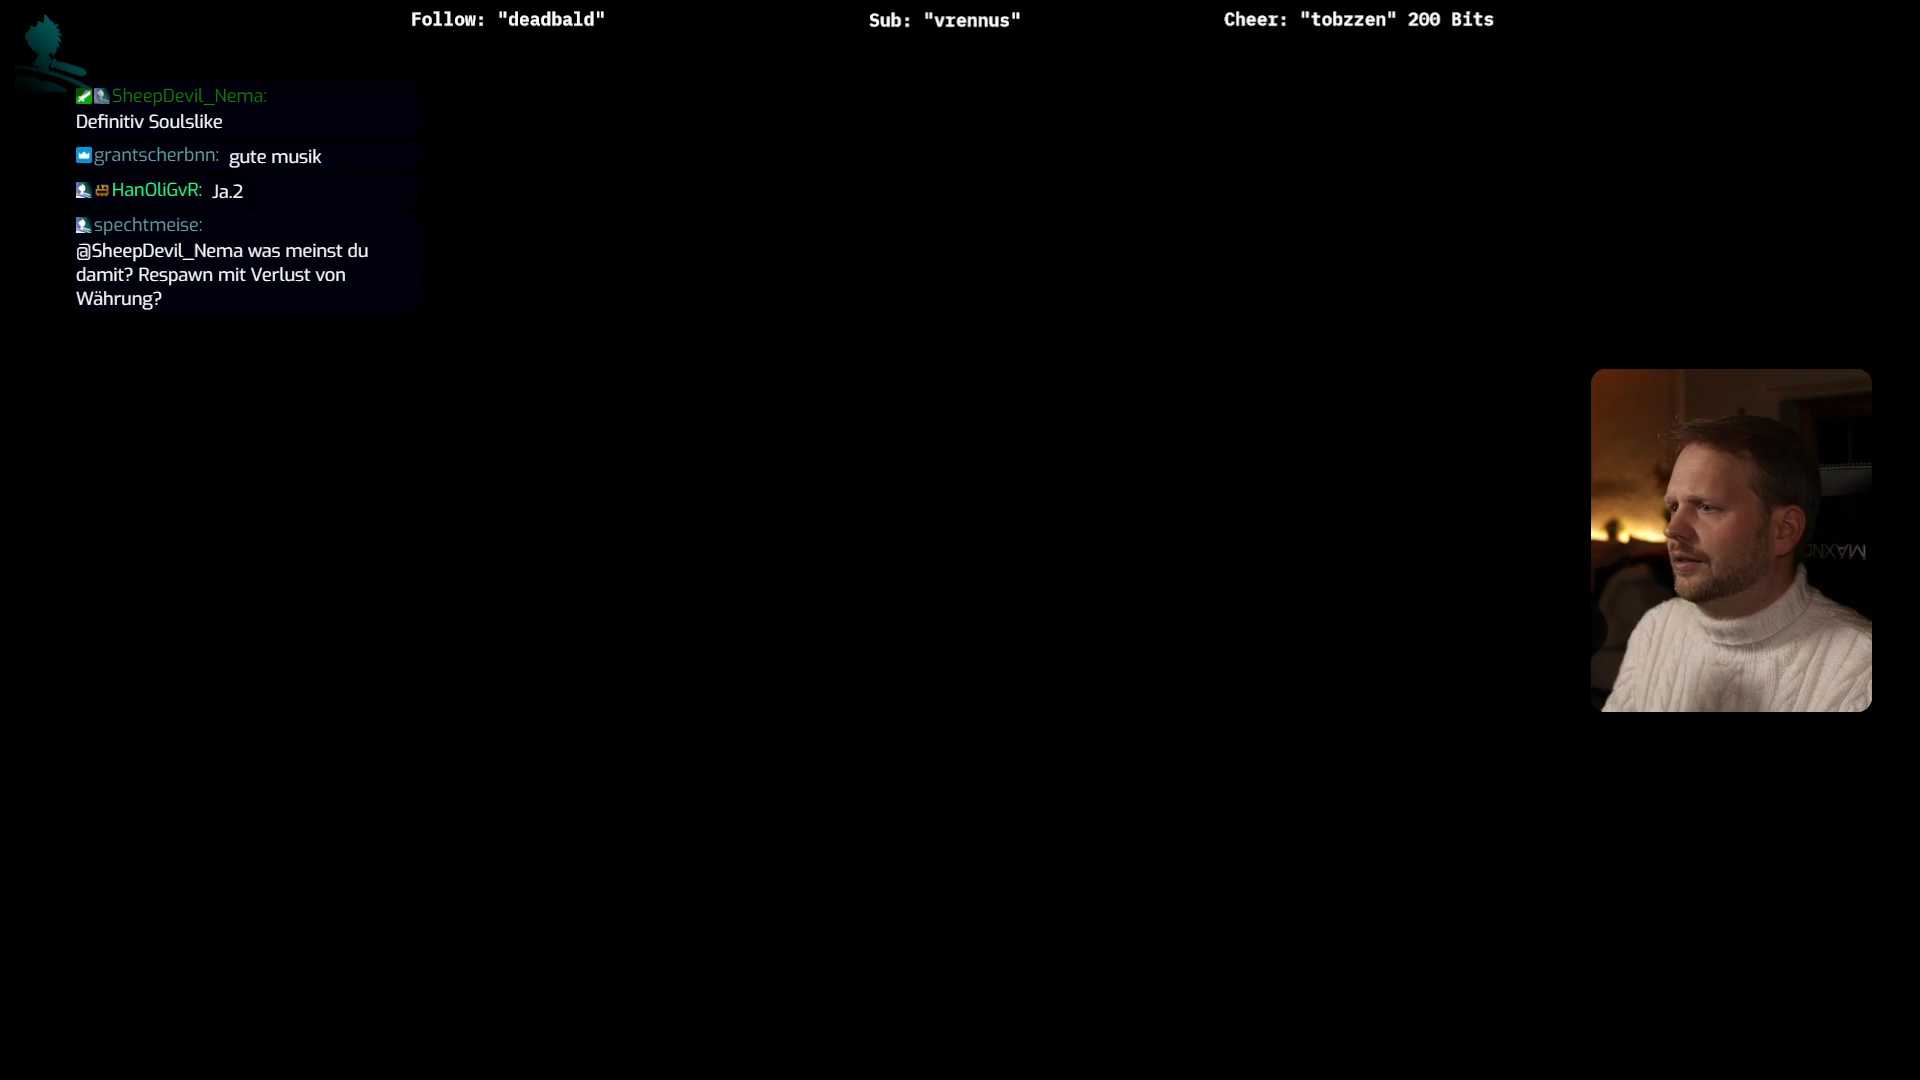 Follow: "deadbald"
Sub: "vrennus"
Cheer: "tobzzen" 200 Bits
SheepDevil_Nema:
Definitiv Soulslike
grantscherbnn: gute musik
HanOliGvR: Ja.2
spechtmeise:
@SheepDevil_Nema was meinst du
damit? Respawn mit Verlust von
Währung?